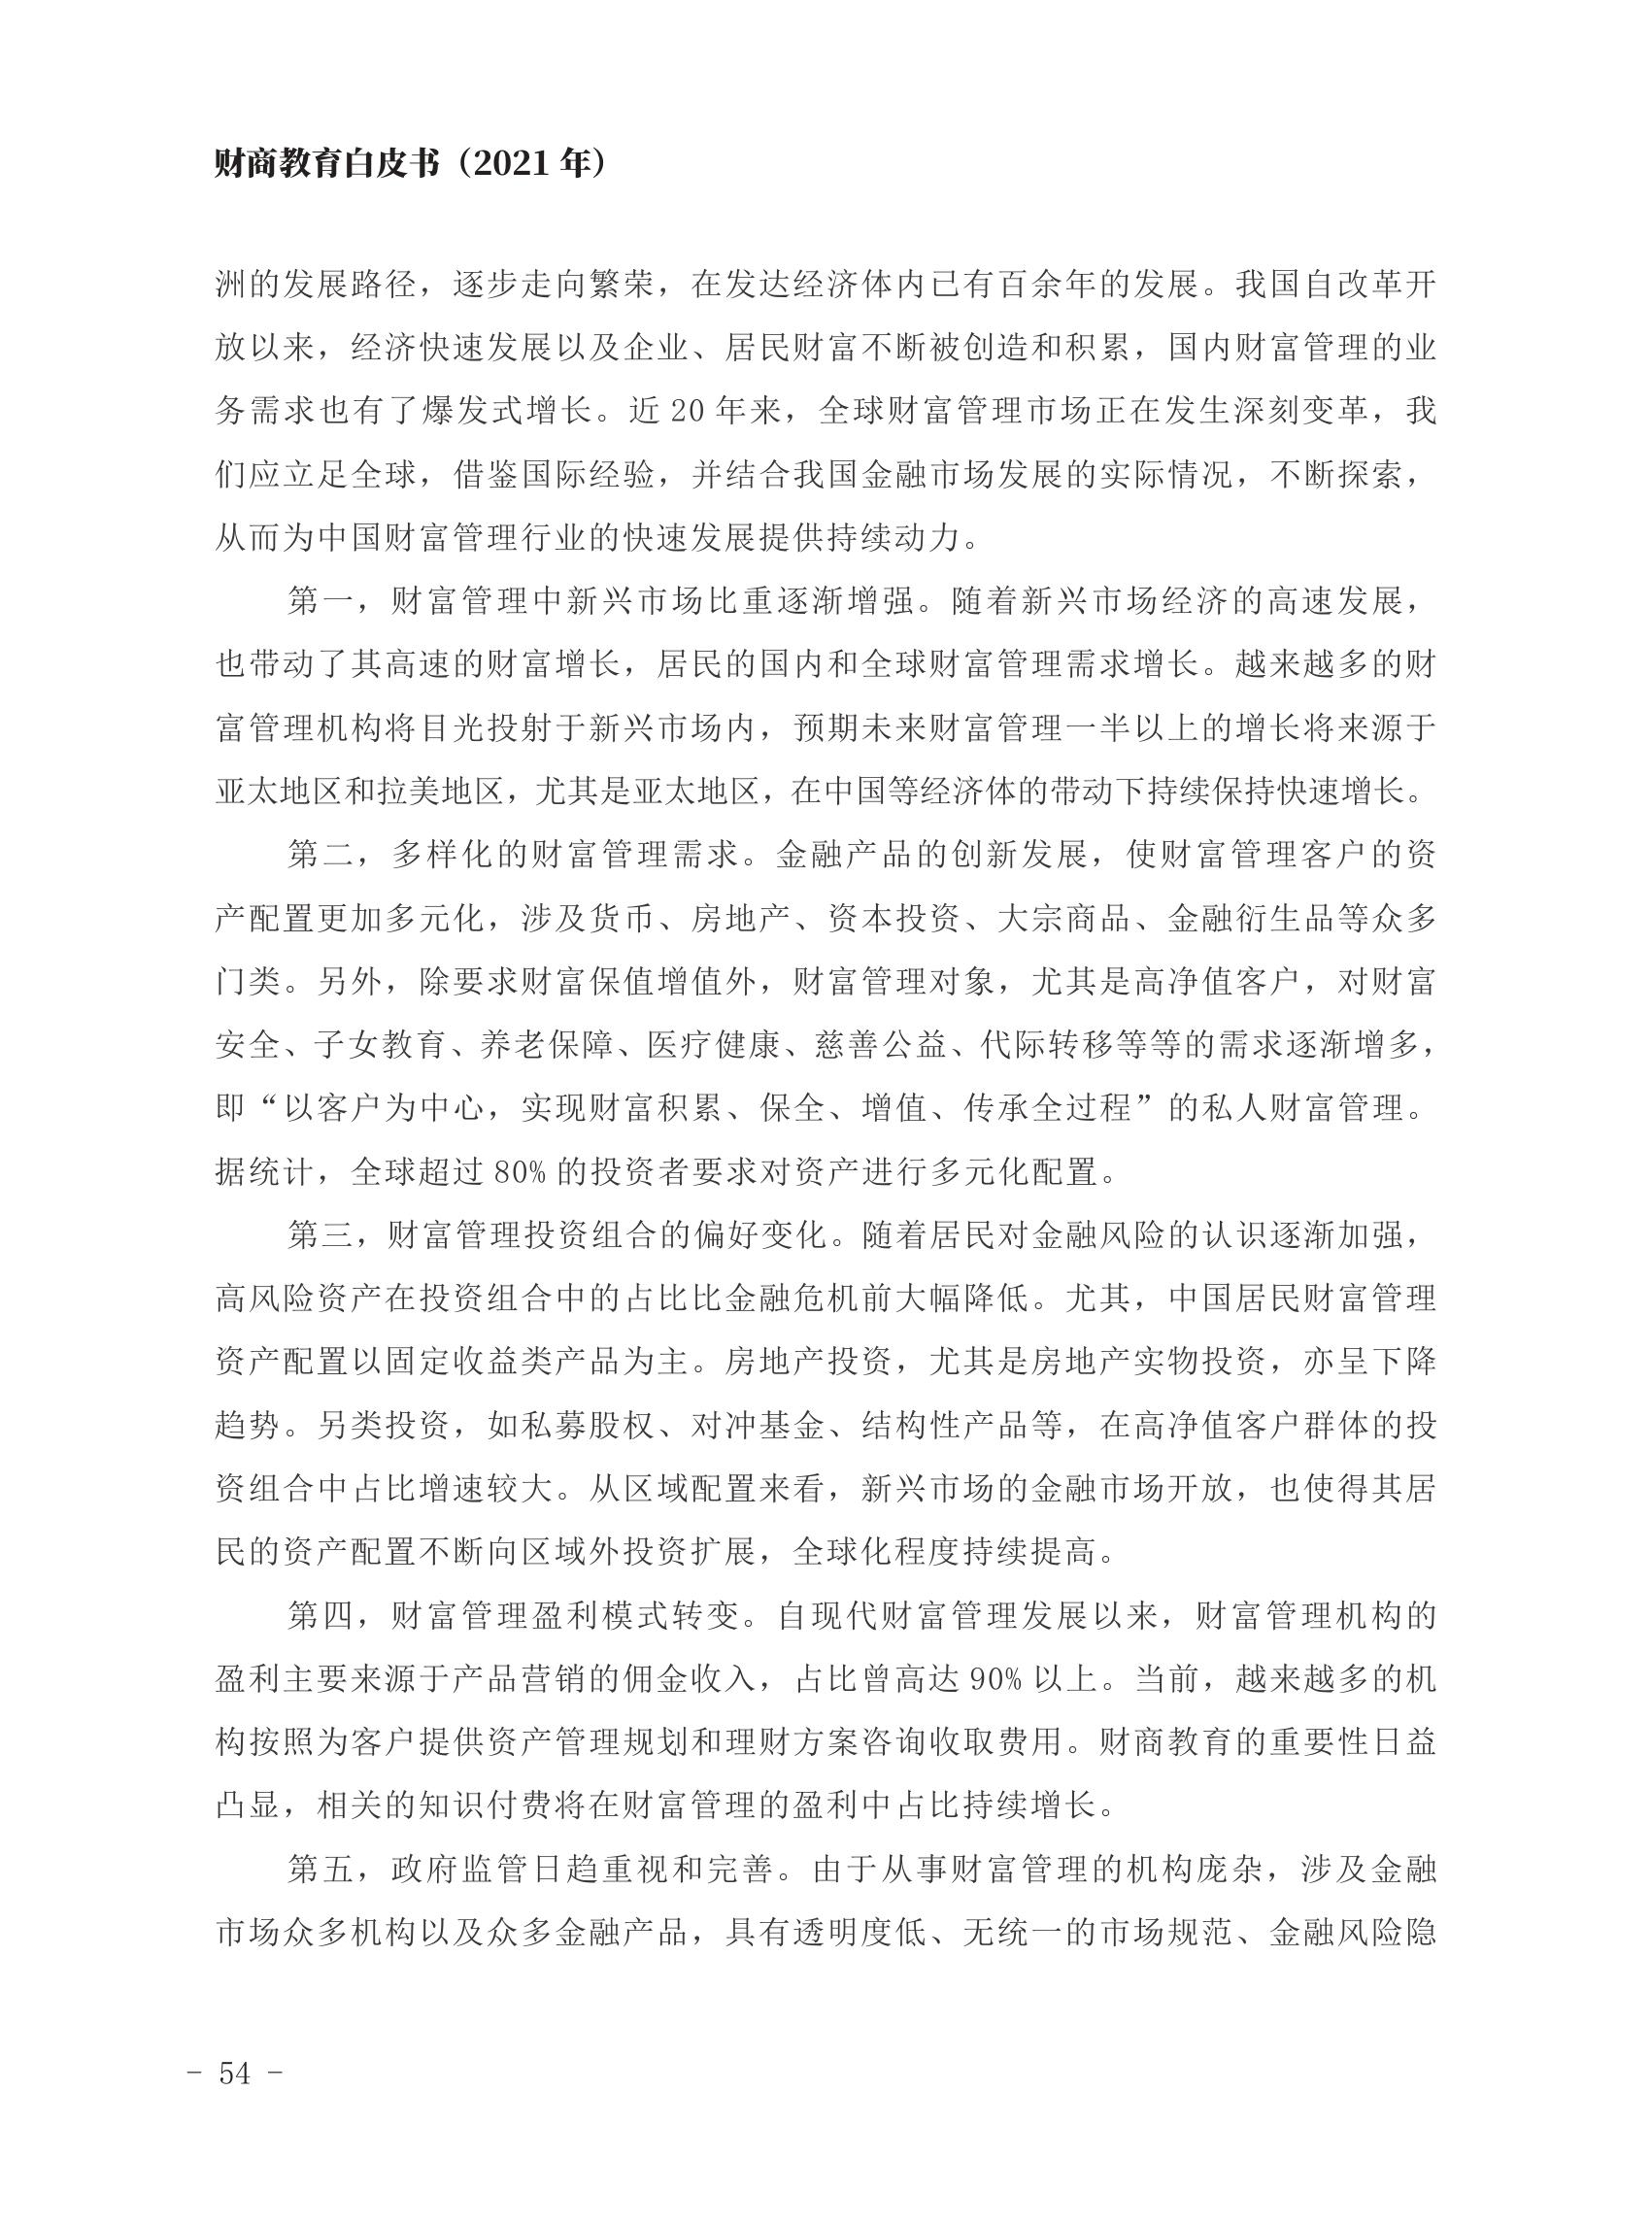 财商教育白皮书（2021 年）
洲的发展路径，逐步走向繁荣，在发达经济体内已有百余年的发展。我国自改革开
放以来，经济快速发展以及企业、居民财富不断被创造和积累，国内财富管理的业
务需求也有了爆发式增长。近 20 年来，全球财富管理市场正在发生深刻变革，我
们应立足全球，借鉴国际经验，并结合我国金融市场发展的实际情况，不断探索，
从而为中国财富管理行业的快速发展提供持续动力。
第一，财富管理中新兴市场比重逐渐增强。随着新兴市场经济的高速发展，
也带动了其高速的财富增长，居民的国内和全球财富管理需求增长。越来越多的财
富管理机构将目光投射于新兴市场内，预期未来财富管理一半以上的增长将来源于
亚太地区和拉美地区，尤其是亚太地区，在中国等经济体的带动下持续保持快速增长。
第二，多样化的财富管理需求。金融产品的创新发展，使财富管理客户的资
产配置更加多元化，涉及货币、房地产、资本投资、大宗商品、金融衍生品等众多
门类。另外，除要求财富保值增值外，财富管理对象，尤其是高净值客户，对财富
安全、子女教育、养老保障、医疗健康、慈善公益、代际转移等等的需求逐渐增多，
即“以客户为中心，实现财富积累、保全、增值、传承全过程”的私人财富管理。
据统计，全球超过 80% 的投资者要求对资产进行多元化配置。
第三，财富管理投资组合的偏好变化。随着居民对金融风险的认识逐渐加强，
高风险资产在投资组合中的占比比金融危机前大幅降低。尤其，中国居民财富管理
资产配置以固定收益类产品为主。房地产投资，尤其是房地产实物投资，亦呈下降
趋势。另类投资，如私募股权、对冲基金、结构性产品等，在高净值客户群体的投
资组合中占比增速较大。从区域配置来看，新兴市场的金融市场开放，也使得其居
民的资产配置不断向区域外投资扩展，全球化程度持续提高。
第四，财富管理盈利模式转变。自现代财富管理发展以来，财富管理机构的
盈利主要来源于产品营销的佣金收入，占比曾高达 90% 以上。当前，越来越多的机
构按照为客户提供资产管理规划和理财方案咨询收取费用。财商教育的重要性日益
凸显，相关的知识付费将在财富管理的盈利中占比持续增长。
第五，政府监管日趋重视和完善。由于从事财富管理的机构庞杂，涉及金融
市场众多机构以及众多金融产品，具有透明度低、无统一的市场规范、金融风险隐
- 54 -